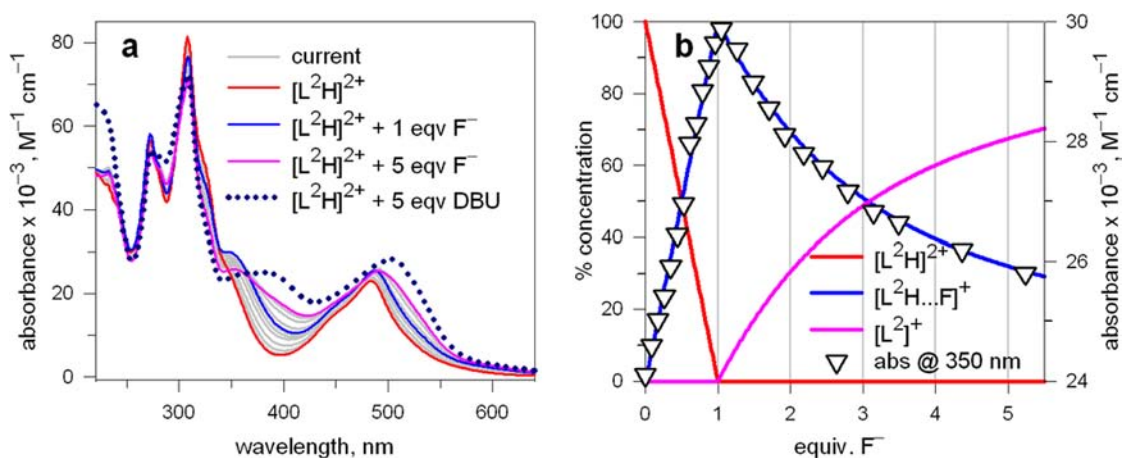 a
absorbance x 10⁻³, M⁻¹ cm⁻¹
80
60
40
20
0
current
[L²H]²⁺
[L²H]²⁺ + 1 eqv F⁻
[L²H]²⁺ + 5 eqv F⁻
[L²H]²⁺ + 5 eqv DBU
300 400 500 600
wavelength, nm
b
% concentration
100
80
60
40
20
0
[L²H]²⁺
[L²H...F]⁺
[L²]⁺
abs @ 350 nm
0 1 2 3 4 5
equiv. F⁻
30
28
26
24
absorbance x 10⁻³, M⁻¹ cm⁻¹